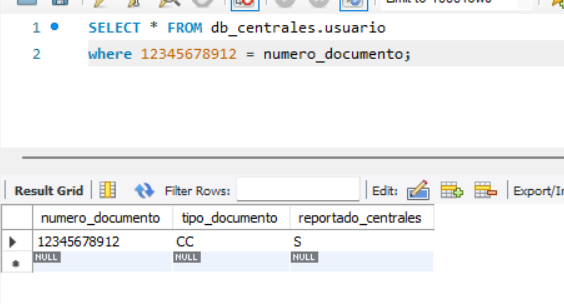 1 SELECT * FROM db_centrales.usuario
2 where 12345678912 = numero_documento;
Result Grid Filter Rows: Edit: Export/Im
numero_documento tipo_documento reportado_centrales
12345678912 CC S
NULL NULL NULL